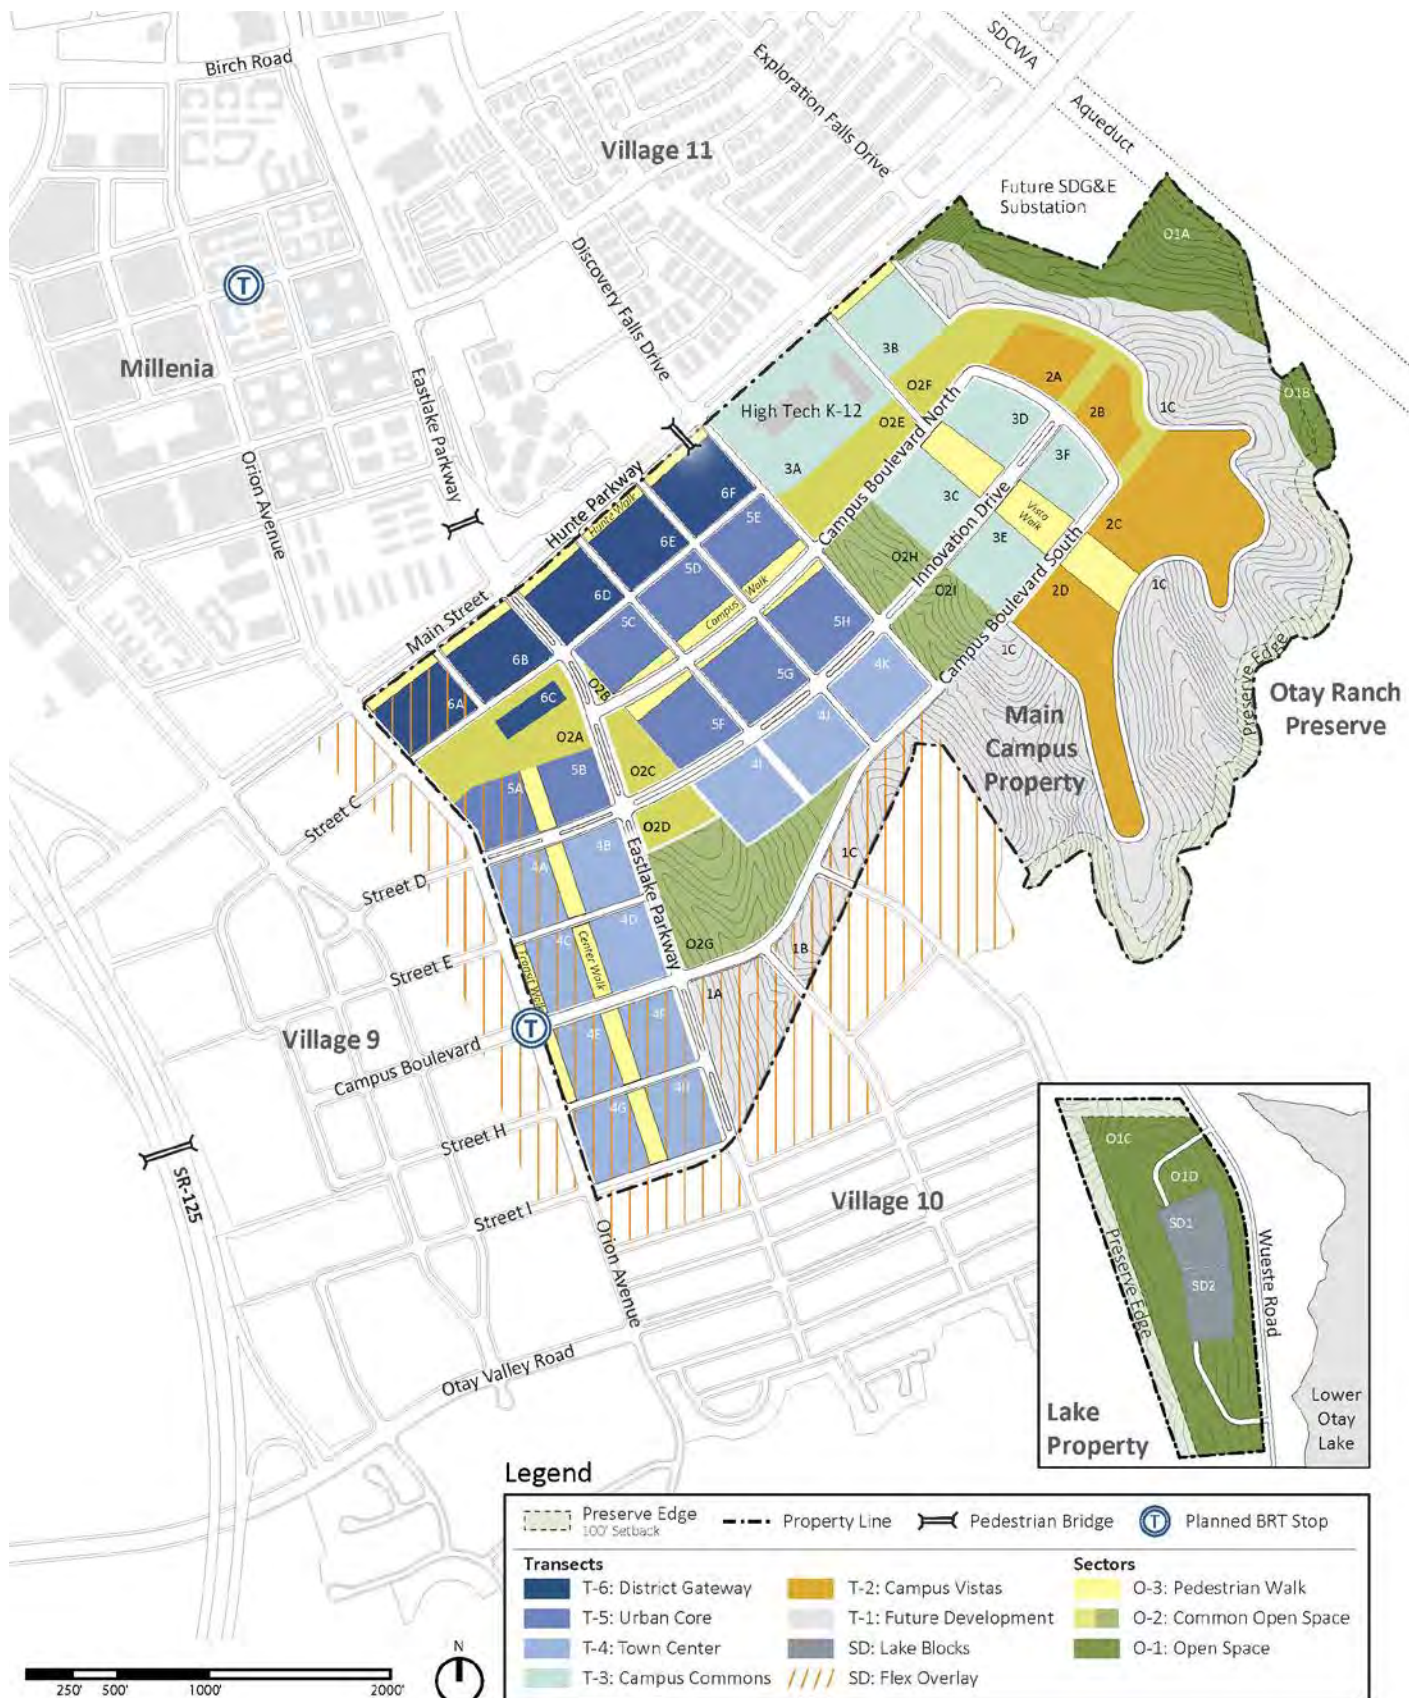 SDCWA
Aqueduct
Birch Road
Exploration Falls Drive
Village 11
Future SDG&E
Substation
O1A
Discovery Falls Drive
T
Millenia
3B
2A
O1B
O2F
High Tech K-12
1C
2B
Eastlake Parkway
O2E
3D
Campus Boulevard North
3F
3A
Orion Avenue
Hunte Parkway
Hunte Walk
6F
3C
5E
Vista
Walk
2C
6E
Innovation Drive
3E
O2H
5D
1C
O2I
2D
Main Street
6D
Campus Walk
5C
5H
Campus Boulevard South
1C
6B
4K
5G
O2B
6C
6A
Preserve Edge
Otay Ranch
Preserve
Main
Campus
Property
4J
5F
O2A
4I
5B
O2C
5A
Street C
O2D
4B
1C
4A
Street D
Eastlake Parkway
4D
4C
Center Walk
O2G
1B
Street E
Transit Walk
1A
4F
4E
T
Village 9
Campus Boulevard
4H
4G
Street H
SR-125
Street I
Village 10
Orion Avenue
Otay Valley Road
O1C
O1D
SD1
SD2
Wueste Road
Preserve Edge
Lake
Property
Lower
Otay
Lake
Legend
Preserve Edge
100' Setback
Property Line
Pedestrian Bridge
T
Planned BRT Stop
Transects
Sectors
T-6: District Gateway
T-2: Campus Vistas
O-3: Pedestrian Walk
T-5: Urban Core
T-1: Future Development
O-2: Common Open Space
T-4: Town Center
SD: Lake Blocks
O-1: Open Space
T-3: Campus Commons
SD: Flex Overlay
250'
500'
1000'
2000'
N